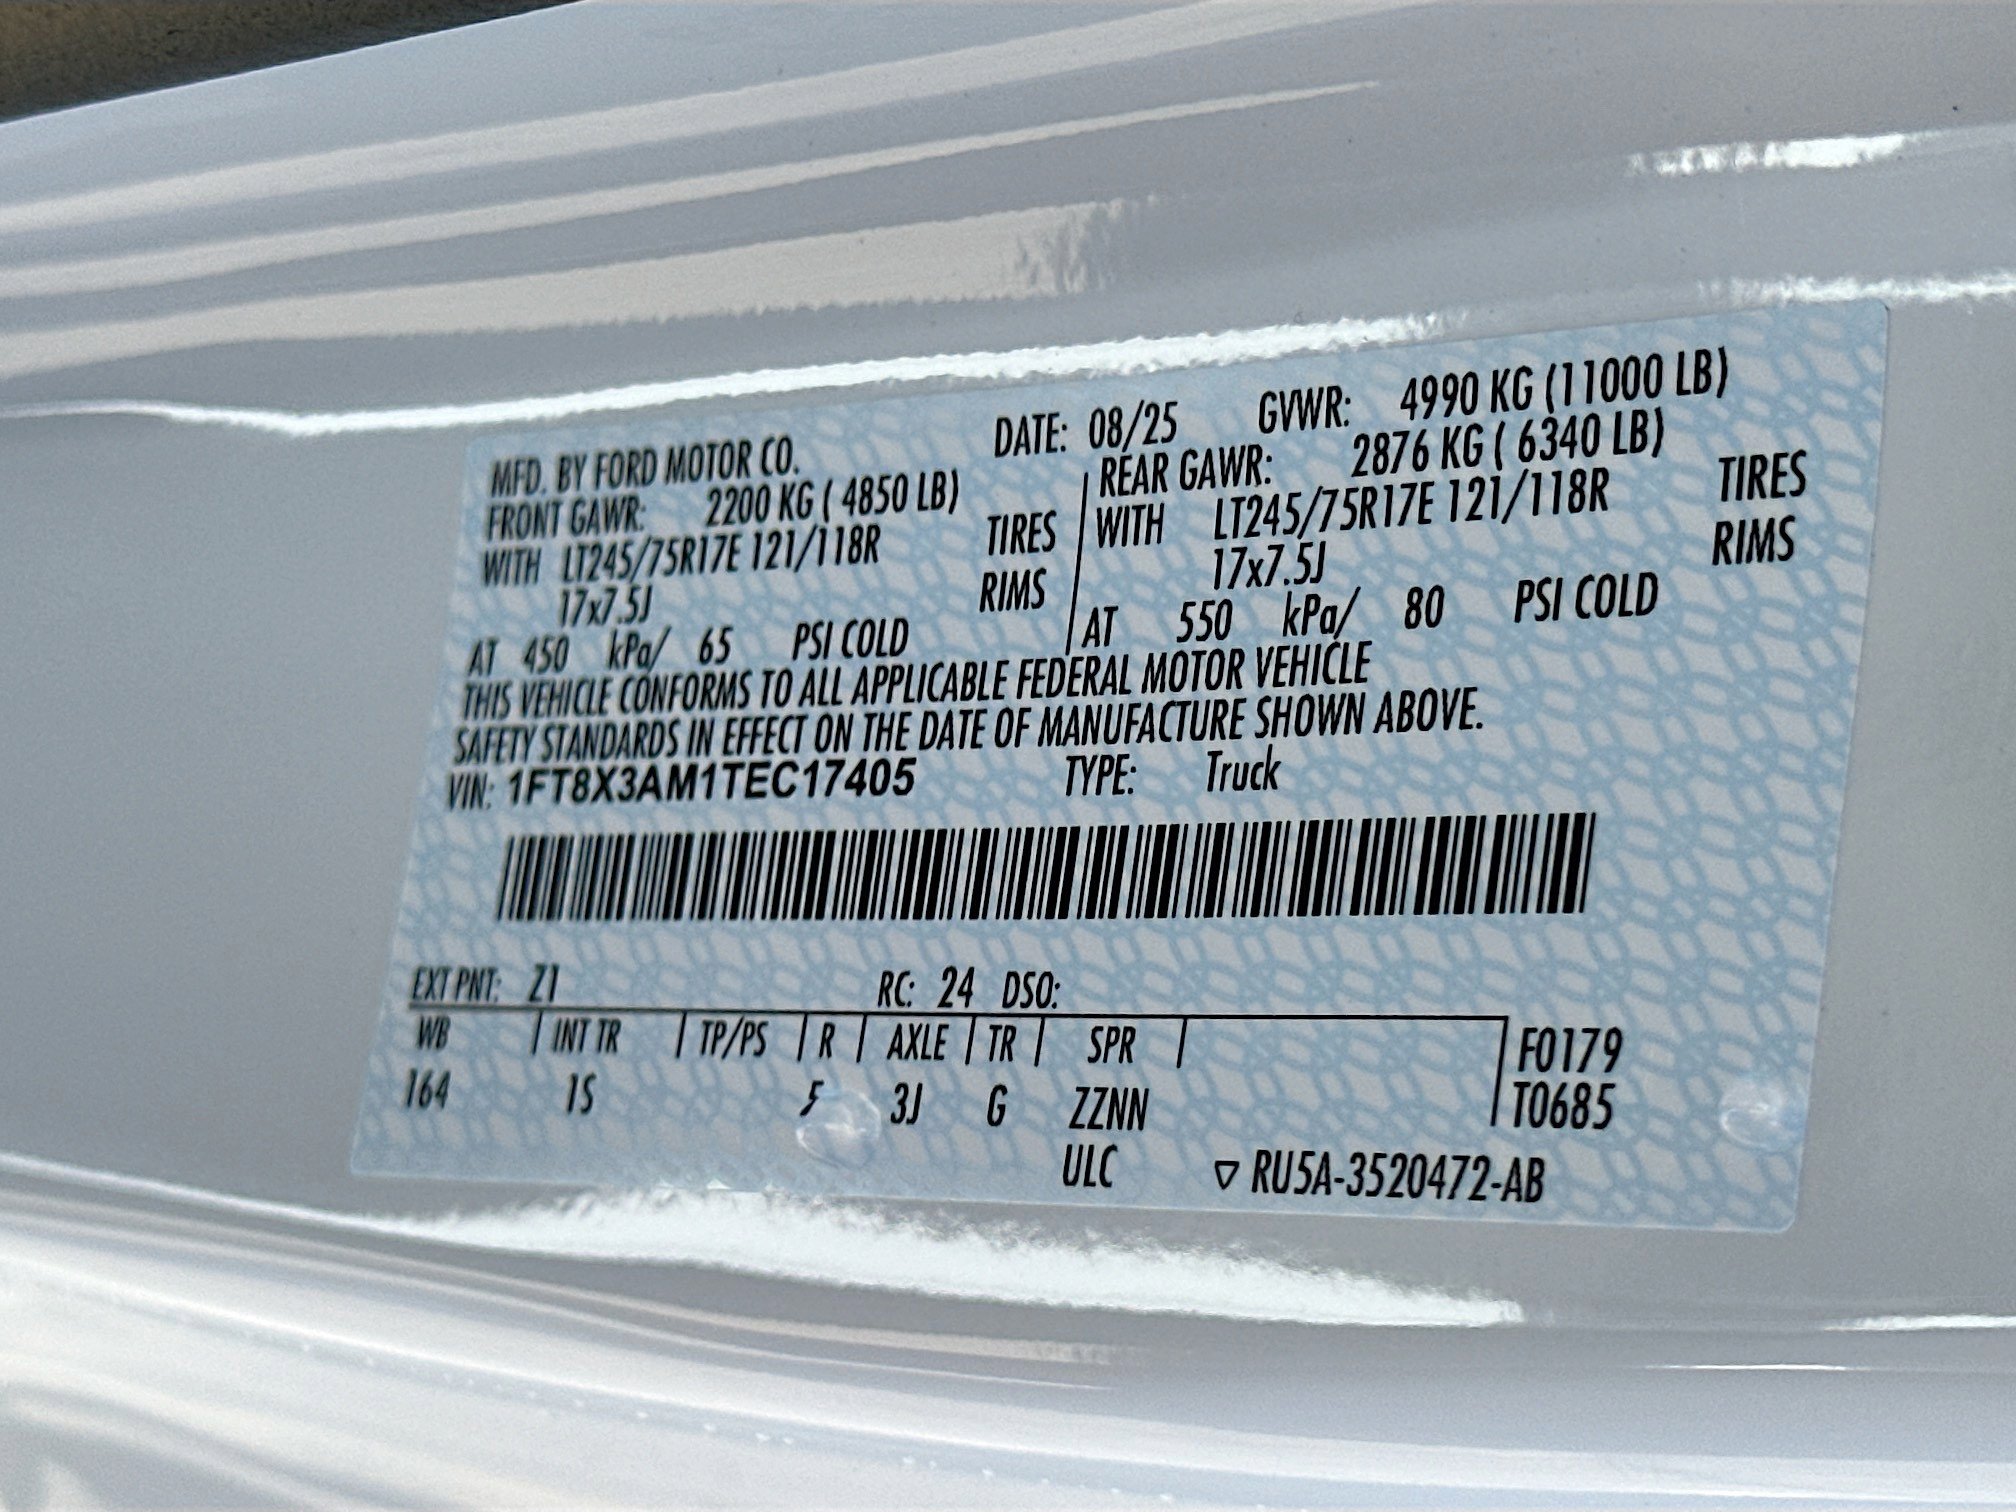 MFD. BY FORD MOTOR CO. DATE: 08/25 GVWR: 4990 KG (11000 LB)
FRONT GAWR: 2200 KG ( 4850 LB) REAR GAWR: 2876 KG ( 6340 LB)
WITH LT245/75R17E 121/118R TIRES WITH LT245/75R17E 121/118R TIRES
17x7.5J RIMS 17x7.5J RIMS
AT 450 kPa/ 65 PSI COLD AT 550 kPa/ 80 PSI COLD
THIS VEHICLE CONFORMS TO ALL APPLICABLE FEDERAL MOTOR VEHICLE
SAFETY STANDARDS IN EFFECT ON THE DATE OF MANUFACTURE SHOWN ABOVE.
VIN: 1FT8X3AM1TEC17405 TYPE: Truck
EXT PNT: Z1 RC: 24 DSO:
WB INT TR TP/PS R AXLE TR SPR F0179
164 1S 5 3J G ZZNN T0685
ULC ▽ RU5A-3520472-AB